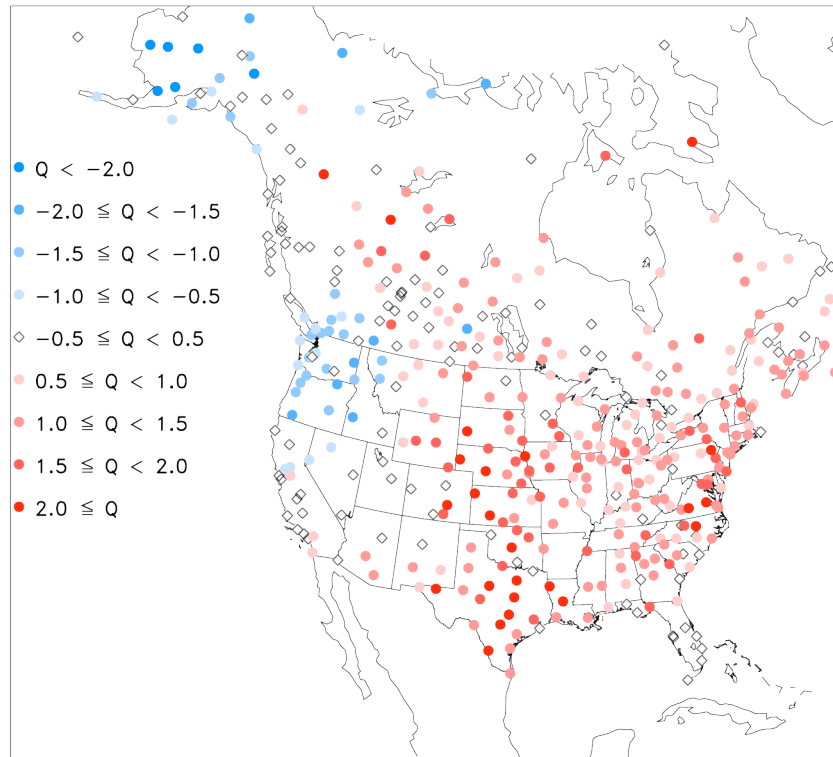 Q < −2.0
−2.0 ≦ Q < −1.5
−1.5 ≦ Q < −1.0
−1.0 ≦ Q < −0.5
−0.5 ≦ Q < 0.5
0.5 ≦ Q < 1.0
1.0 ≦ Q < 1.5
1.5 ≦ Q < 2.0
2.0 ≦ Q